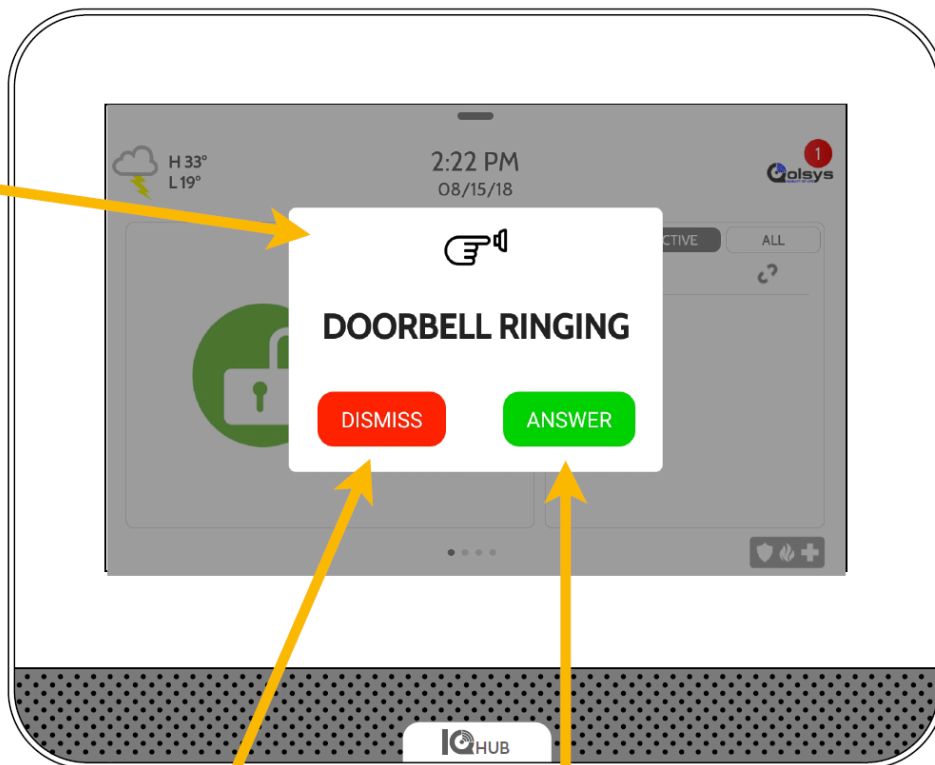 H 33°
L 19°
2:22 PM
08/15/18
1
Qolsys
CTIVE
ALL
DOORBELL RINGING
DISMISS
ANSWER
IQ HUB